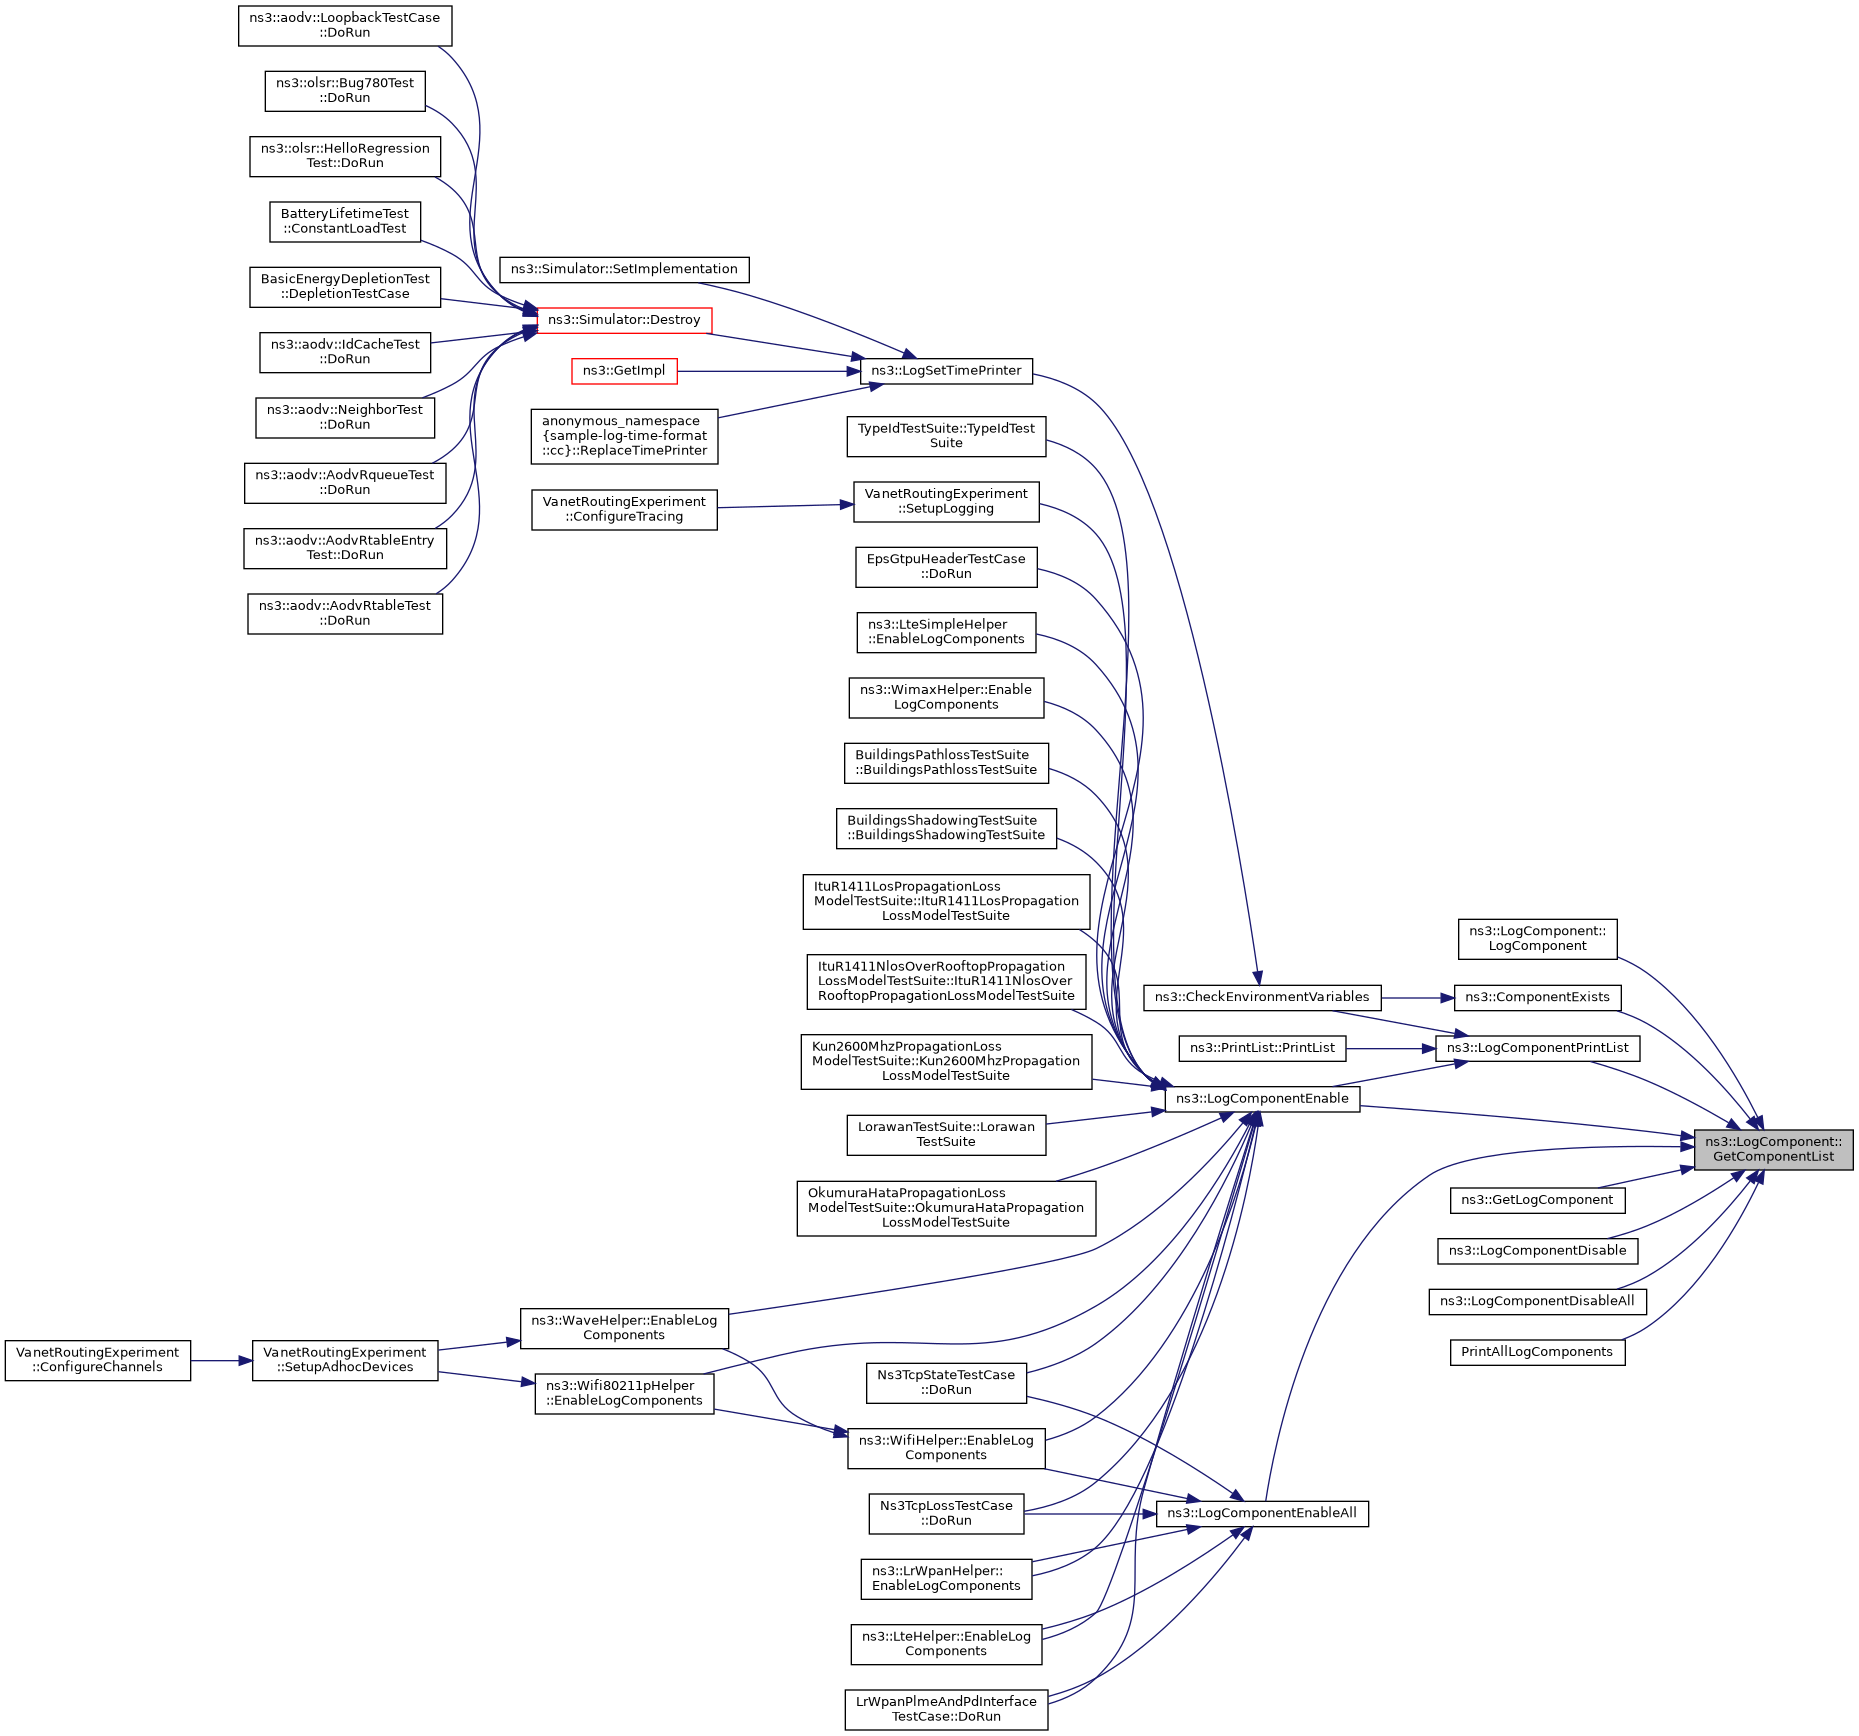 ns3::aodv::LoopbackTestCase
::DoRun
ns3::olsr::Bug780Test
::DoRun
ns3::olsr::HelloRegression
Test::DoRun
BatteryLifetimeTest
::ConstantLoadTest
BasicEnergyDepletionTest
::DepletionTestCase
ns3::aodv::IdCacheTest
::DoRun
ns3::aodv::NeighborTest
::DoRun
ns3::aodv::AodvRqueueTest
::DoRun
ns3::aodv::AodvRtableEntry
Test::DoRun
ns3::aodv::AodvRtableTest
::DoRun
ns3::Simulator::SetImplementation
ns3::Simulator::Destroy
ns3::GetImpl
anonymous_namespace
{sample-log-time-format
::cc}::ReplaceTimePrinter
VanetRoutingExperiment
::ConfigureTracing
ns3::LogSetTimePrinter
TypeIdTestSuite::TypeIdTest
Suite
VanetRoutingExperiment
::SetupLogging
EpsGtpuHeaderTestCase
::DoRun
ns3::LteSimpleHelper
::EnableLogComponents
ns3::WimaxHelper::Enable
LogComponents
BuildingsPathlossTestSuite
::BuildingsPathlossTestSuite
BuildingsShadowingTestSuite
::BuildingsShadowingTestSuite
ItuR1411LosPropagationLoss
ModelTestSuite::ItuR1411LosPropagation
LossModelTestSuite
ItuR1411NlosOverRooftopPropagation
LossModelTestSuite::ItuR1411NlosOver
RooftopPropagationLossModelTestSuite
Kun2600MhzPropagationLoss
ModelTestSuite::Kun2600MhzPropagation
LossModelTestSuite
LorawanTestSuite::Lorawan
TestSuite
OkumuraHataPropagationLoss
ModelTestSuite::OkumuraHataPropagation
LossModelTestSuite
ns3::LogComponent::
LogComponent
ns3::CheckEnvironmentVariables
ns3::ComponentExists
ns3::PrintList::PrintList
ns3::LogComponentPrintList
ns3::LogComponentEnable
ns3::LogComponent::
GetComponentList
ns3::GetLogComponent
ns3::LogComponentDisable
ns3::LogComponentDisableAll
PrintAllLogComponents
VanetRoutingExperiment
::ConfigureChannels
VanetRoutingExperiment
::SetupAdhocDevices
ns3::WaveHelper::EnableLog
Components
ns3::Wifi80211pHelper
::EnableLogComponents
Ns3TcpStateTestCase
::DoRun
ns3::WifiHelper::EnableLog
Components
Ns3TcpLossTestCase
::DoRun
ns3::LogComponentEnableAll
ns3::LrWpanHelper::
EnableLogComponents
ns3::LteHelper::EnableLog
Components
LrWpanPlmeAndPdInterface
TestCase::DoRun